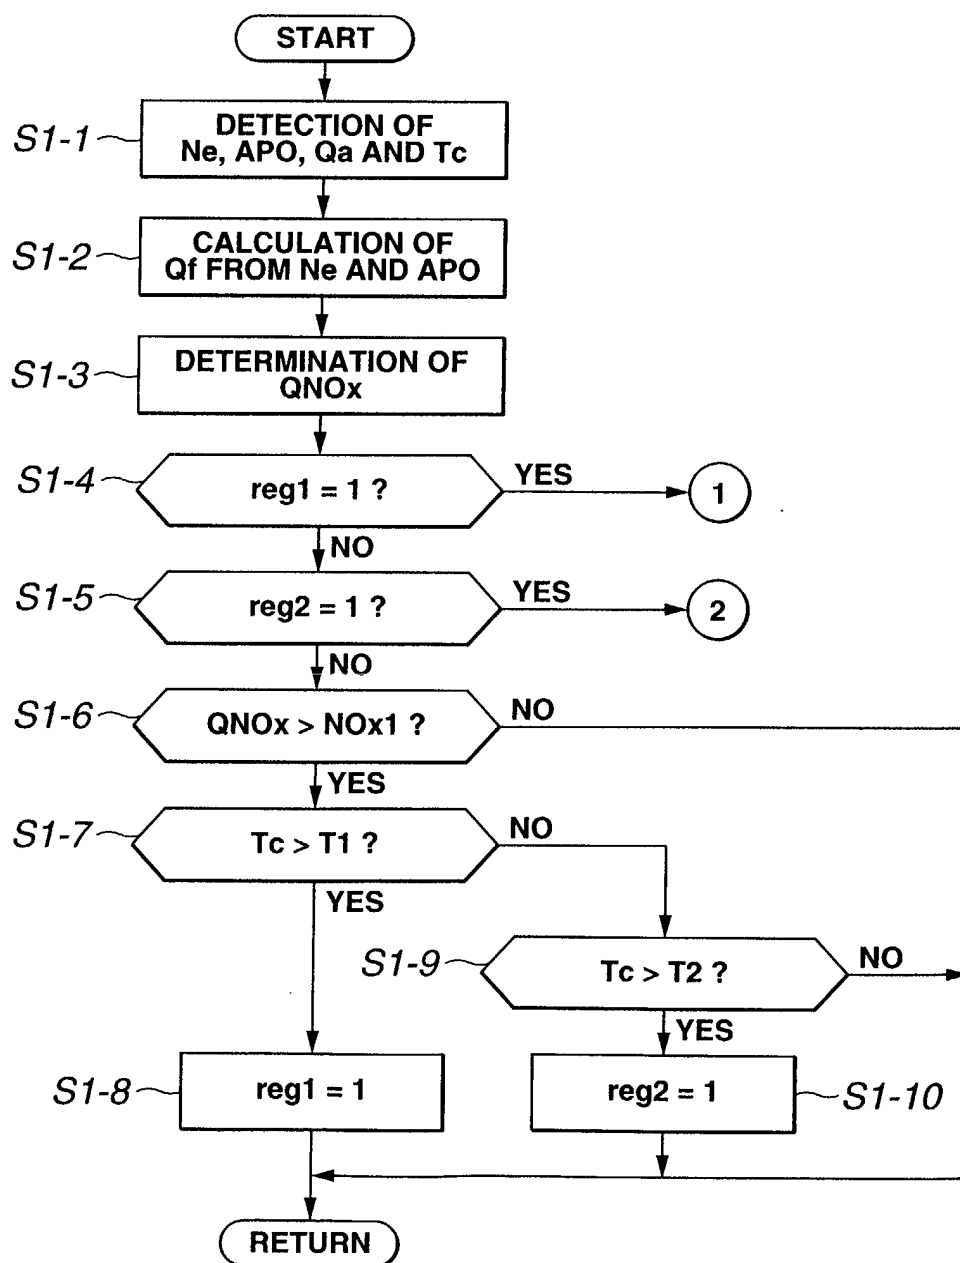 START
S1-1
DETECTION OF
Ne, APO, Qa AND Tc
S1-2
CALCULATION OF
Qf FROM Ne AND APO
S1-3
DETERMINATION OF
QNOx
S1-4
reg1 = 1 ?
YES
1
NO
S1-5
reg2 = 1 ?
YES
2
NO
S1-6
QNOx > NOx1 ?
NO
YES
S1-7
Tc > T1 ?
NO
YES
S1-9
Tc > T2 ?
NO
YES
S1-8
reg1 = 1
reg2 = 1
S1-10
RETURN